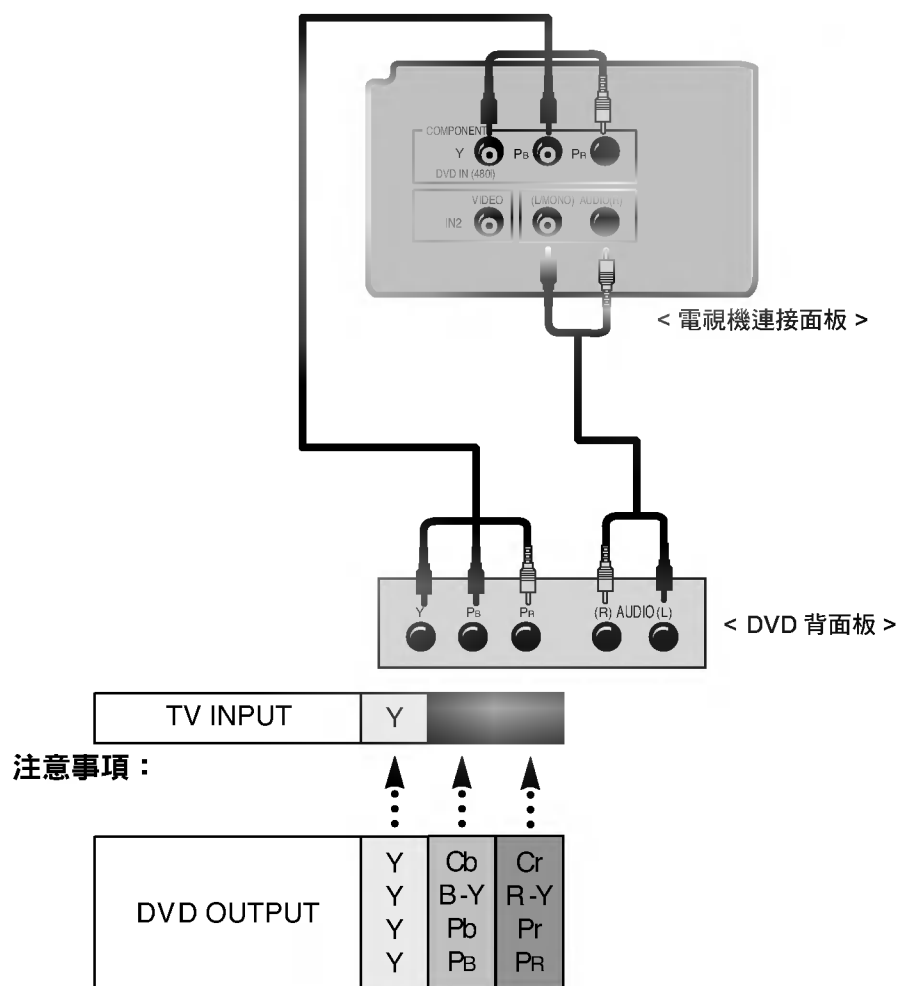 COMPONENT
Y PB PR
DVD IN (480i)
VIDEO (L/MONO) AUDIO(R)
IN2
< 電視機連接面板 >
Y PB PR (R) AUDIO (L)
< DVD 背面板 >
TV INPUT Y
注意事項：
DVD OUTPUT
Y Cb Cr
Y B-Y R-Y
Y Pb Pr
Y PB PR